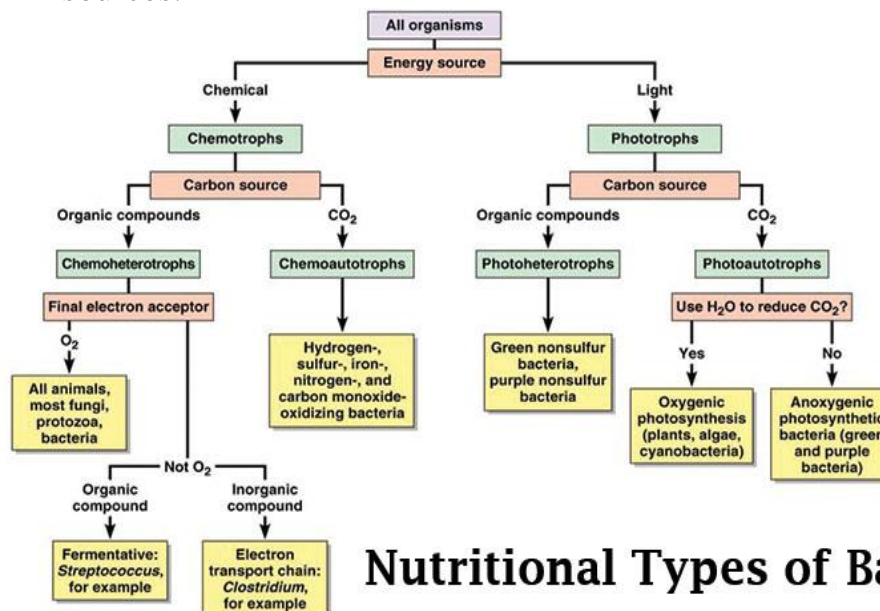 sources.
All organisms
Energy source
Chemical
Light
Chemotrophs
Phototrophs
Carbon source
Carbon source
Organic compounds
CO₂
Organic compounds
CO₂
Chemoheterotrophs
Chemoautotrophs
Photoheterotrophs
Photoautotrophs
Final electron acceptor
Use H₂O to reduce CO₂?
O₂
Yes
No
All animals,
most fungi,
protozoa,
bacteria
Hydrogen-,
sulfur-, iron-,
nitrogen-, and
carbon monoxide-
oxidizing bacteria
Green nonsulfur
bacteria,
purple nonsulfur
bacteria
Oxygenic
photosynthesis
(plants, algae,
cyanobacteria)
Anoxygenic
photosynthetic
bacteria (green
and purple
bacteria)
Not O₂
Organic
compound
Inorganic
compound
Fermentative:
Streptococcus,
for example
Electron
transport chain:
Clostridium,
for example
Nutritional Types of Ba